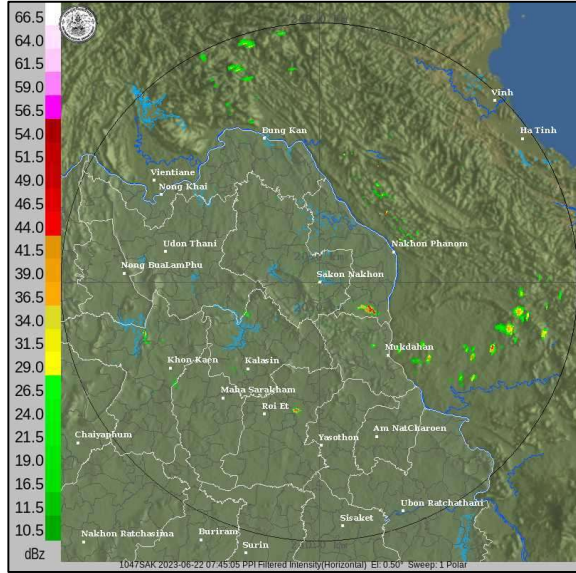 66.5
64.0
61.5
59.0
56.5
54.0
51.5
49.0
46.5
44.0
41.5
39.0
36.5
34.0
31.5
29.0
26.5
24.0
21.5
19.0
16.5
11.5
10.5
dBz
Vinh
Ha Tinh
Bung Kan
Vientiane
Nong Khai
Udon Thani
Nakhon Phanom
Nong BuaLamPhu
Sakon Nakhon
Mukdahan
Khon Kaen
Kalasin
Maha Sarakham
Roi Et
Am NatCharoen
Chaiyaphum
Yasothon
Ubon Ratchathani
Sisaket
Nakhon Ratchasima
Buriram
Surin
1047SAK 2023-06-22 07:45:05 PPI Filtered Intensity(Horizontal) El: 0.50° Sweep: 1 Polar